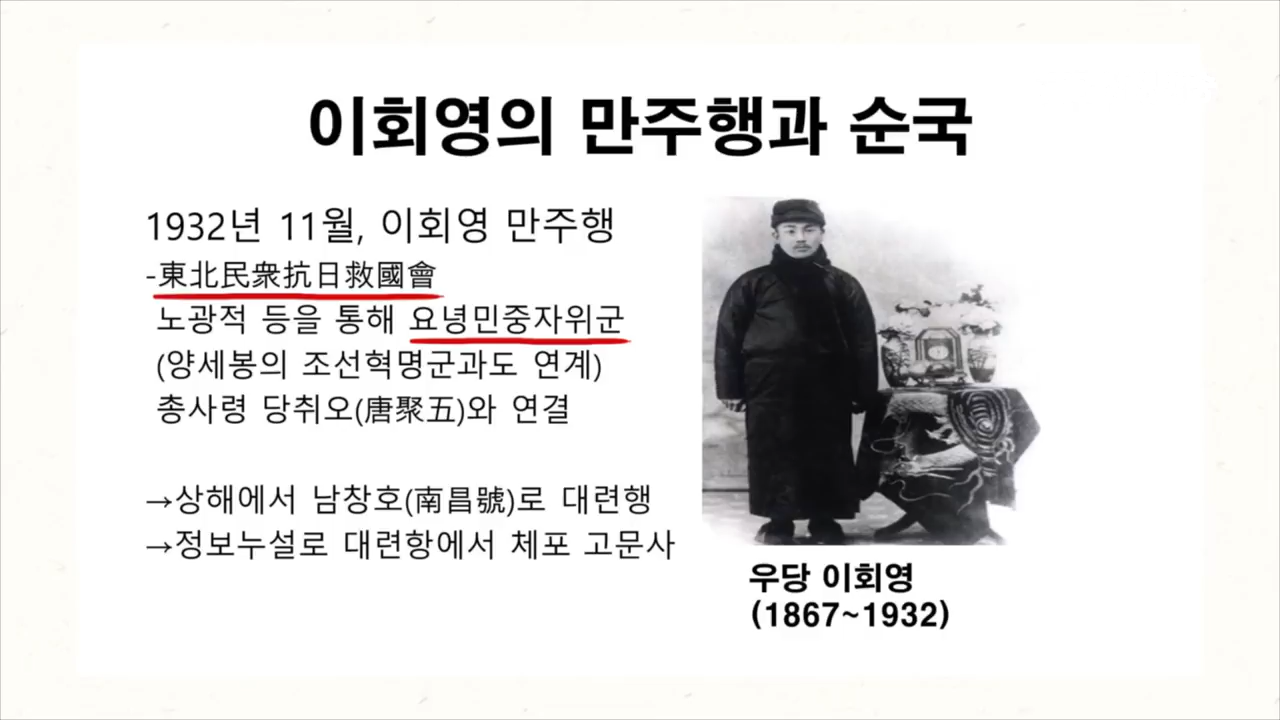 이회영의 만주행과 순국
1932년 11월, 이회영 만주행
-東北民衆抗日救國會
노광적 등을 통해 요녕민중자위군
(양세봉의 조선혁명군과도 연계)
총사령 당취오(唐聚五)와 연결
→상해에서 남창호(南昌號)로 대련행
→정보누설로 대련항에서 체포 고문사
우당 이회영
(1867~1932)